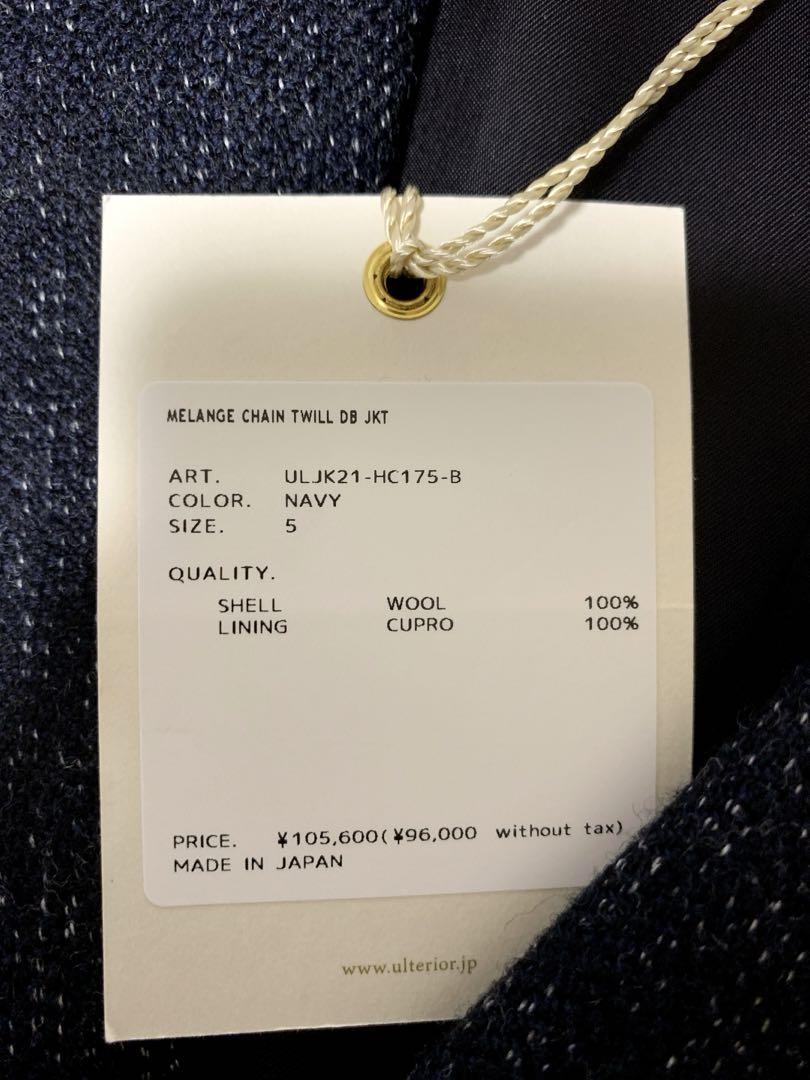 MELANGE CHAIN TWILL DB JKT
ART. ULJK21-HC175-B
COLOR. NAVY
SIZE. 5
QUALITY.
SHELL WOOL 100%
LINING CUPRO 100%
PRICE. ¥105,600(¥96,000 without tax)
MADE IN JAPAN
www.ulterior.jp